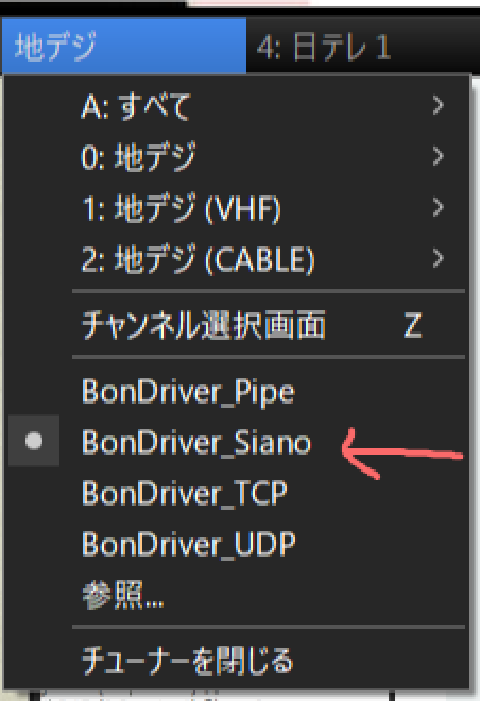 地デジ
4: 日テレ 1
A: すべて
0: 地デジ
1: 地デジ (VHF)
2: 地デジ (CABLE)
チャンネル選択画面 Z
BonDriver_Pipe
BonDriver_Siano
BonDriver_TCP
BonDriver_UDP
参照...
チューナーを閉じる